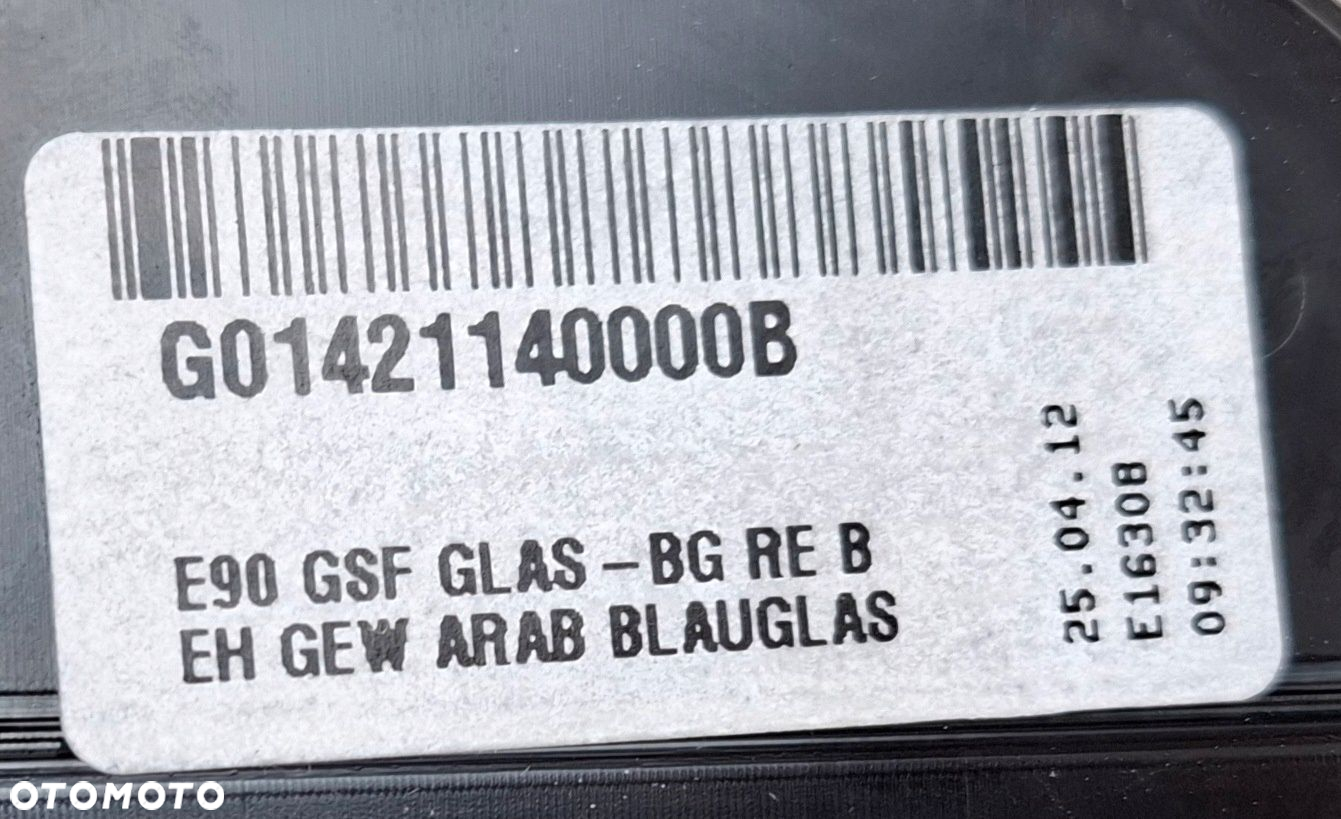 G01421140000B
E90 GSF GLAS -BG RE B
EH GEW ARAB BLAUGLAS
25.04.12
E16308
09:32:45
OTOMOTO